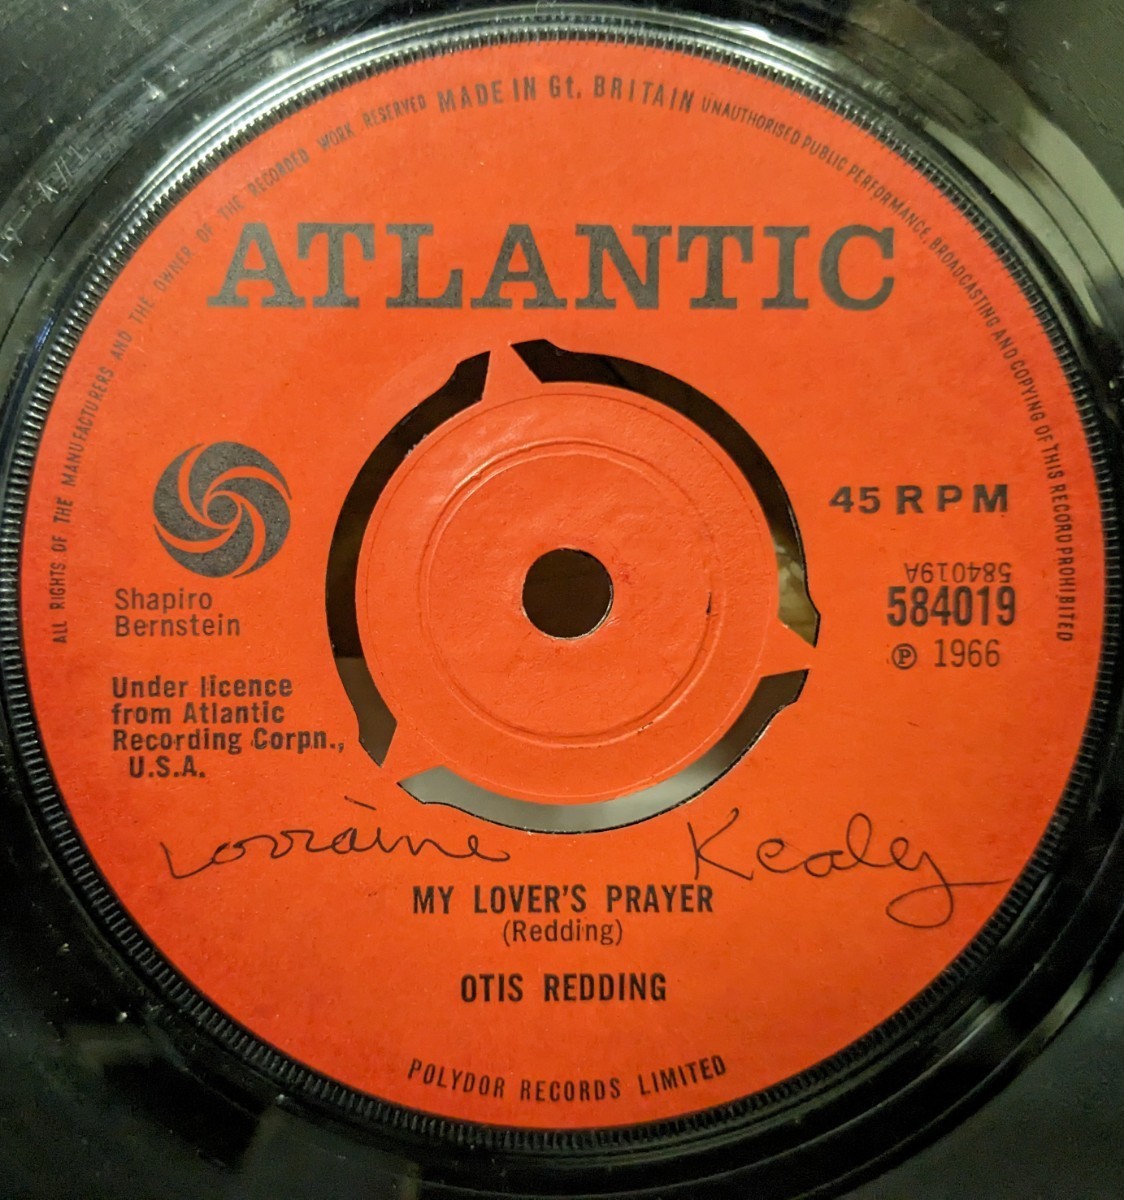 ALL RIGHTS OF THE MANUFACTURERS AND THE OWNER OF THE RECORDED WORK RESERVED MADE IN Gt. BRITAIN UNAUTHORISED PUBLIC PERFORMANCE, BROADCASTING AND COPYING OF THIS RECORD PROHIBITED
ATLANTIC
45 RPM
584019A
584019
℗ 1966
Shapiro
Bernstein
Under licence
from Atlantic
Recording Corpn.,
U.S.A.
Lorraine Kealey
MY LOVER'S PRAYER
(Redding)
OTIS REDDING
POLYDOR RECORDS LIMITED